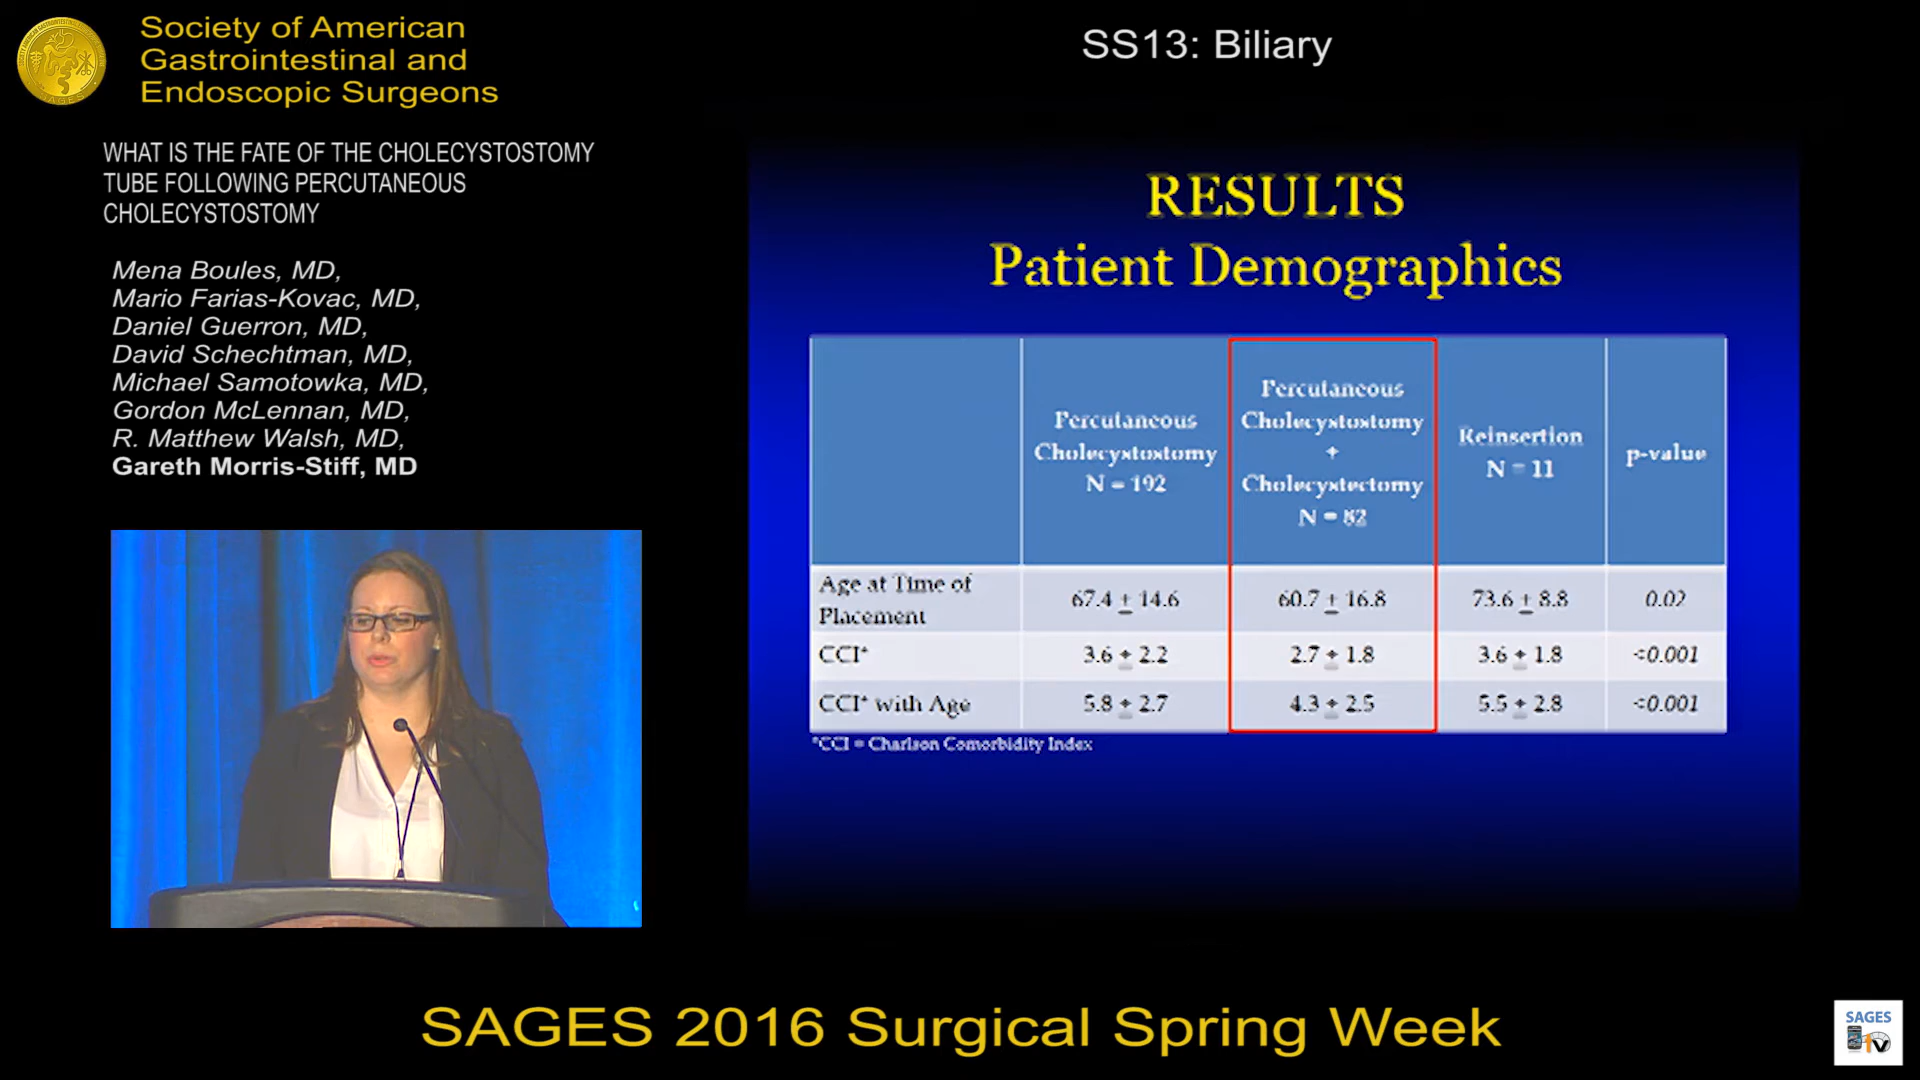 Society of American
Gastrointestinal and
Endoscopic Surgeons
SAGES
SS13: Biliary
WHAT IS THE FATE OF THE CHOLECYSTOSTOMY
TUBE FOLLOWING PERCUTANEOUS
CHOLECYSTOSTOMY
Mena Boules, MD,
Mario Farias-Kovac, MD,
Daniel Guerron, MD,
David Schechtman, MD,
Michael Samotowka, MD,
Gordon McLennan, MD,
R. Matthew Walsh, MD,
Gareth Morris-Stiff, MD
RESULTS
Patient Demographics
Percutaneous
Cholecystostomy
N = 192
Percutaneous
Cholecystostomy
+
Cholecystectomy
N = 82
Reinsertion
N = 11
p-value
Age at Time of
Placement
67.4 ± 14.6
60.7 ± 16.8
73.6 ± 8.8
0.02
CCI*
3.6 ± 2.2
2.7 ± 1.8
3.6 ± 1.8
<0.001
CCI* with Age
5.8 ± 2.7
4.3 ± 2.5
5.5 ± 2.8
<0.001
*CCI = Charlson Comorbidity Index
SAGES 2016 Surgical Spring Week
SAGES
tv